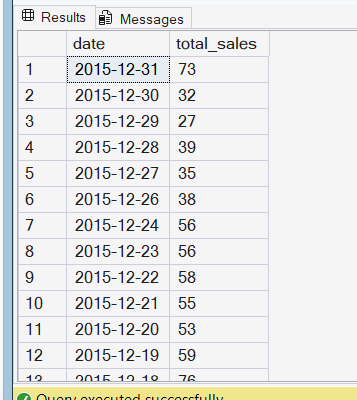 Results Messages
date total_sales
1 2015-12-31 73
2 2015-12-30 32
3 2015-12-29 27
4 2015-12-28 39
5 2015-12-27 35
6 2015-12-26 38
7 2015-12-24 56
8 2015-12-23 56
9 2015-12-22 58
10 2015-12-21 55
11 2015-12-20 53
12 2015-12-19 59
13 2015-12-18 76
Query executed successfully